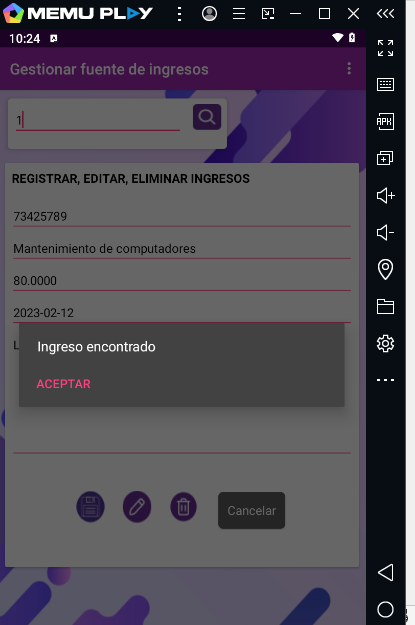 MEMU PLAY
10:24
Gestionar fuente de ingresos
1
REGISTRAR, EDITAR, ELIMINAR INGRESOS
73425789
Mantenimiento de computadores
80.0000
2023-02-12
L
Ingreso encontrado
ACEPTAR
Cancelar
APK